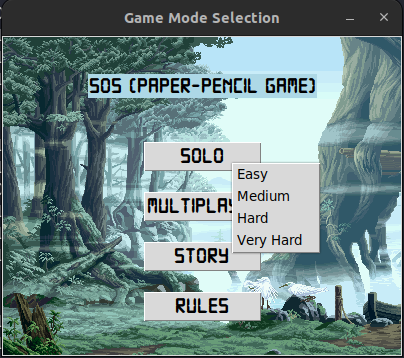 Game Mode Selection
SOS (PAPER-PENCIL GAME)
SOLO
Easy
Medium
Hard
Very Hard
STORY
RULES